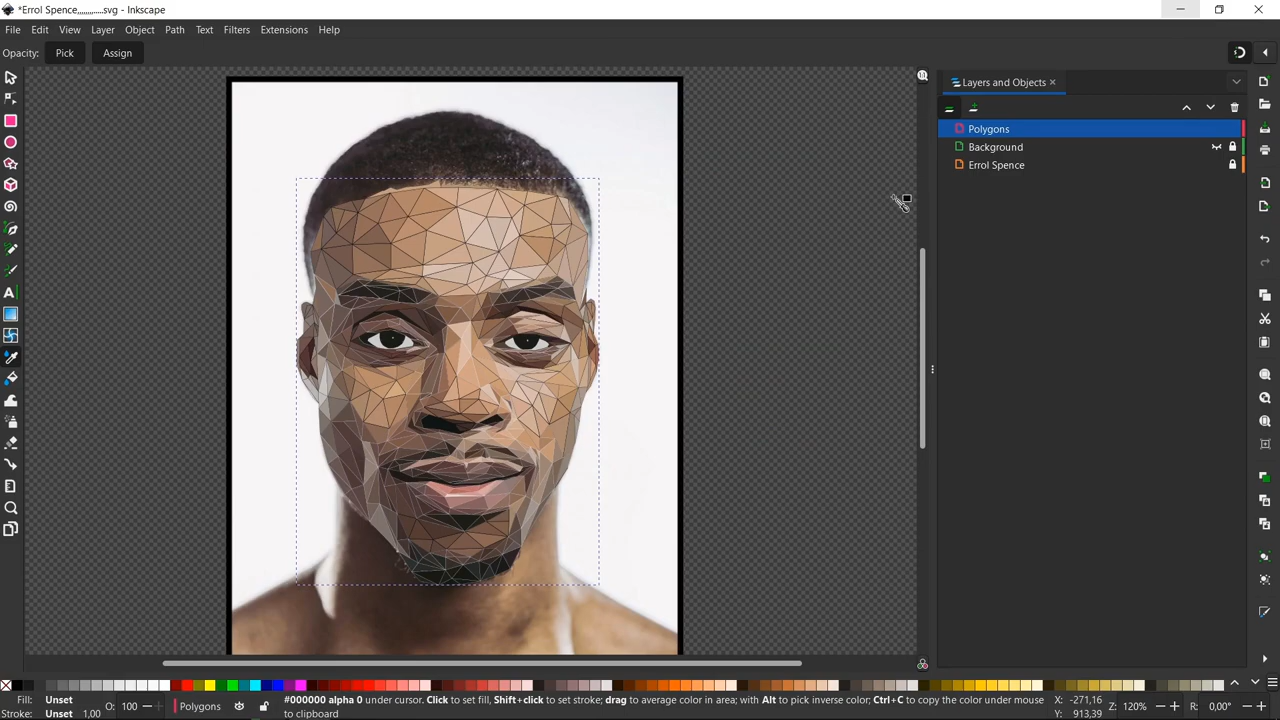 *Errol Spence,,,,,,,,,,.....svg - Inkscape
File Edit View Layer Object Path Text Filters Extensions Help
Opacity: Pick Assign
Layers and Objects
Polygons
Background
Errol Spence
Fill: Unset
Stroke: Unset 1,00
O: 100
Polygons
#000000 alpha 0 under cursor. Click to set fill, Shift+click to set stroke; drag to average color in area; with Alt to pick inverse color; Ctrl+C to copy the color under mouse
to clipboard
X: -271,16
Y: 913,39
Z: 120%
R: 0,00°